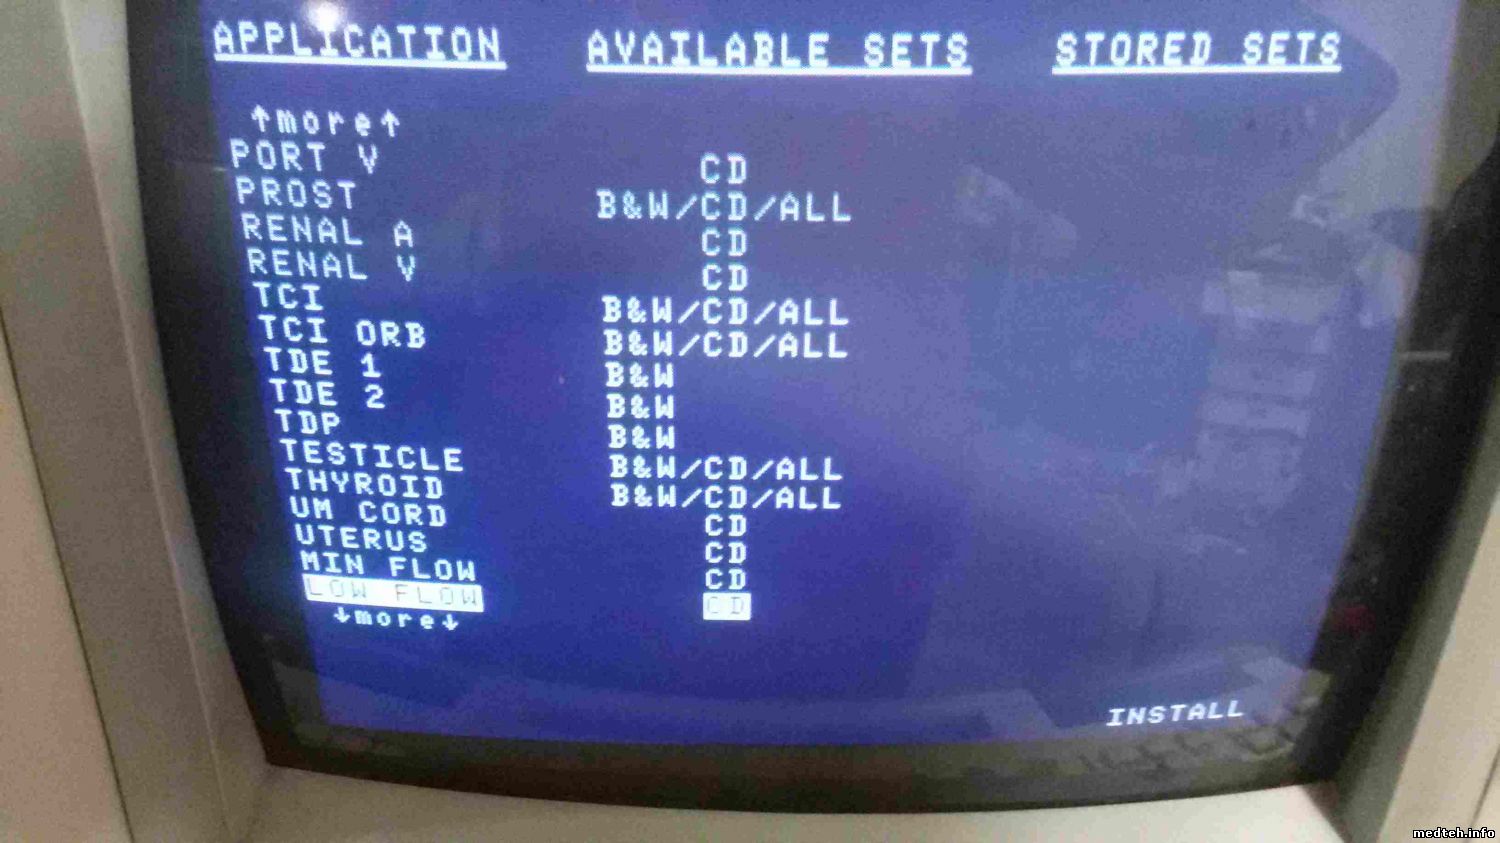 APPLICATION AVAILABLE SETS STORED SETS
↑more↑
PORT V CD
PROST B&W/CD/ALL
RENAL A CD
RENAL V CD
TCI B&W/CD/ALL
TCI ORB B&W/CD/ALL
TDE 1 B&W
TDE 2 B&W
TDP B&W
TESTICLE B&W/CD/ALL
THYROID B&W/CD/ALL
UM CORD CD
UTERUS CD
MIN FLOW CD
LOW FLOW CD
↓more↓
INSTALL
medteh.info